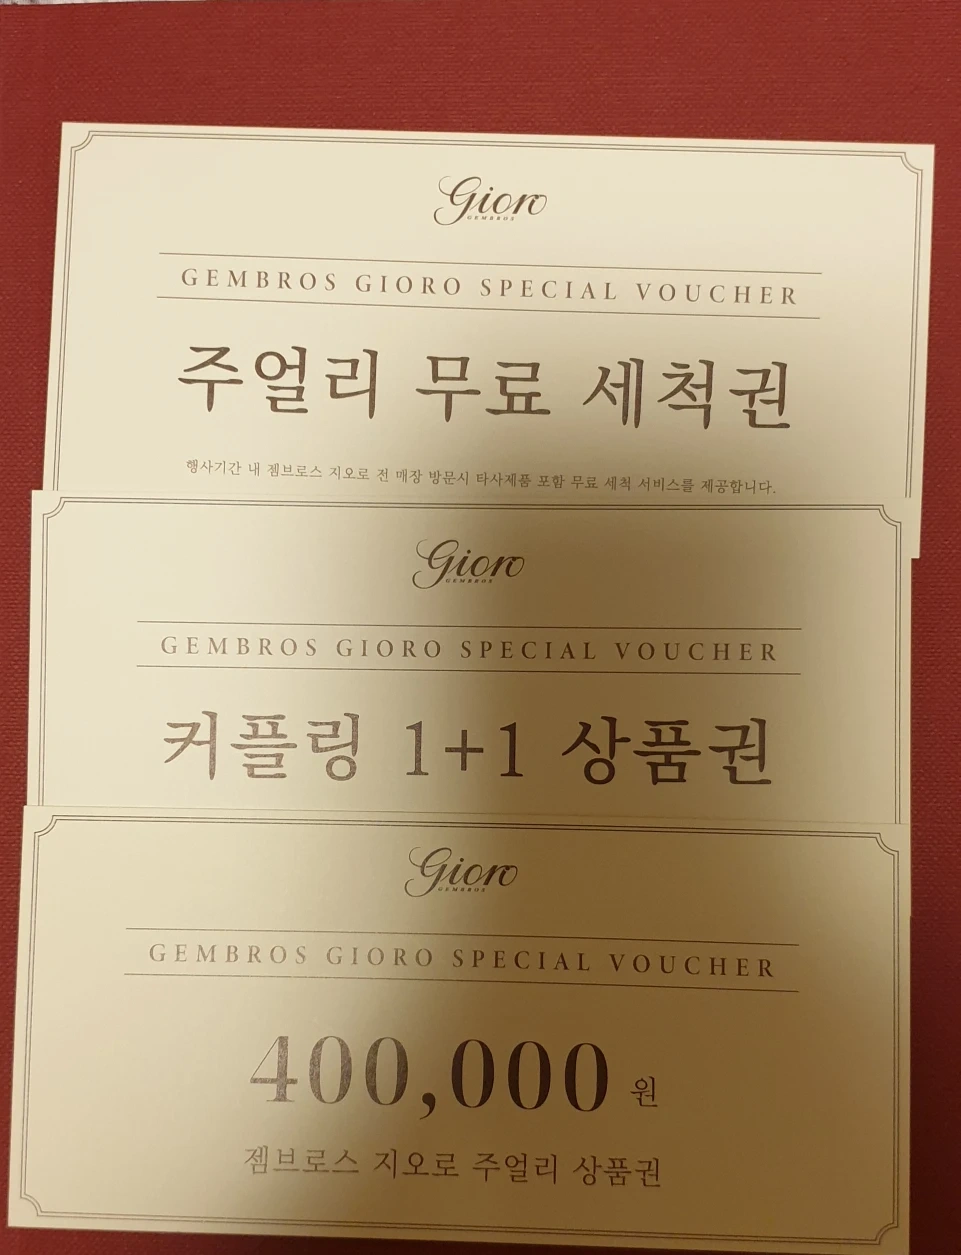 Gioro
GEMBROS
GEMBROS GIORO SPECIAL VOUCHER
주얼리 무료 세척권
행사기간 내 젬브로스 지오로 전 매장 방문시 타사제품 포함 무료 세척 서비스를 제공합니다.
Gioro
GEMBROS
GEMBROS GIORO SPECIAL VOUCHER
커플링 1+1 상품권
Gioro
GEMBROS
GEMBROS GIORO SPECIAL VOUCHER
400,000 원
젬브로스 지오로 주얼리 상품권